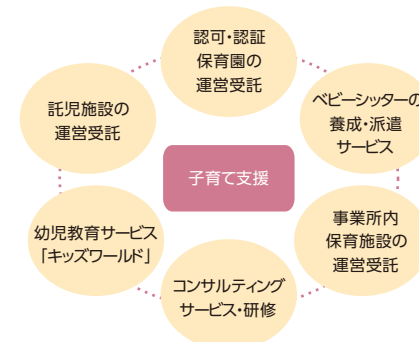 認可・認証
保育園の
運営受託
託児施設の
運営受託
ベビーシッターの
養成・派遣
サービス
子育て支援
幼児教育サービス
「キッズワールド」
事業所内
保育施設の
運営受託
コンサルティング
サービス・研修